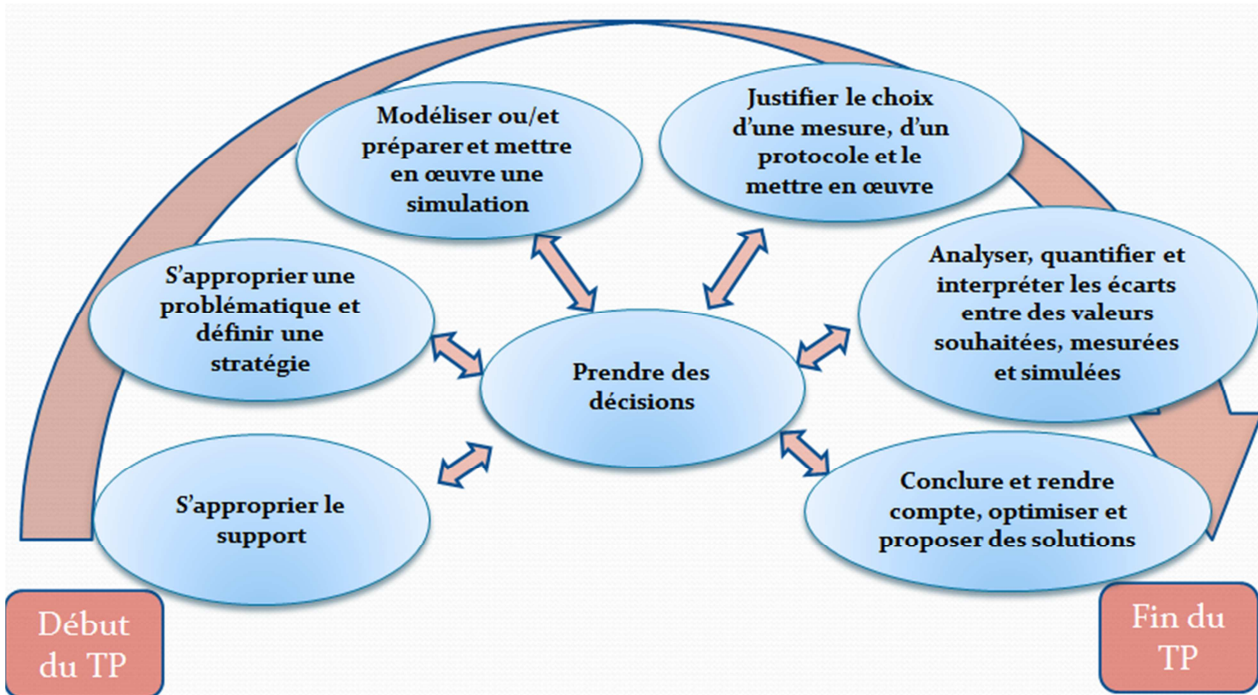 Modéliser ou/et
préparer et mettre
en œuvre une
simulation
Justifier le choix
d’une mesure, d’un
protocole et le
mettre en œuvre
S’approprier une
problématique et
définir une
stratégie
Analyser, quantifier et
interpréter les écarts
entre des valeurs
souhaitées, mesurées
et simulées
Prendre des
décisions
S’approprier le
support
Conclure et rendre
compte, optimiser et
proposer des solutions
Début
du TP
Fin du
TP